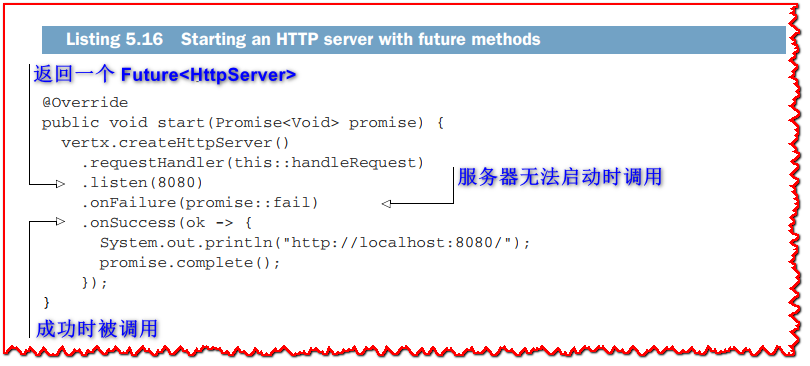 Listing 5.16 Starting an HTTP server with future methods
返回一个 Future<HttpServer>
@Override
public void start(Promise<Void> promise) {
vertx.createHttpServer()
.requestHandler(this::handleRequest)
.listen(8080)
服务器无法启动时调用
.onFailure(promise::fail)
.onSuccess(ok -> {
System.out.println("http://localhost:8080/");
promise.complete();
});
}
成功时被调用